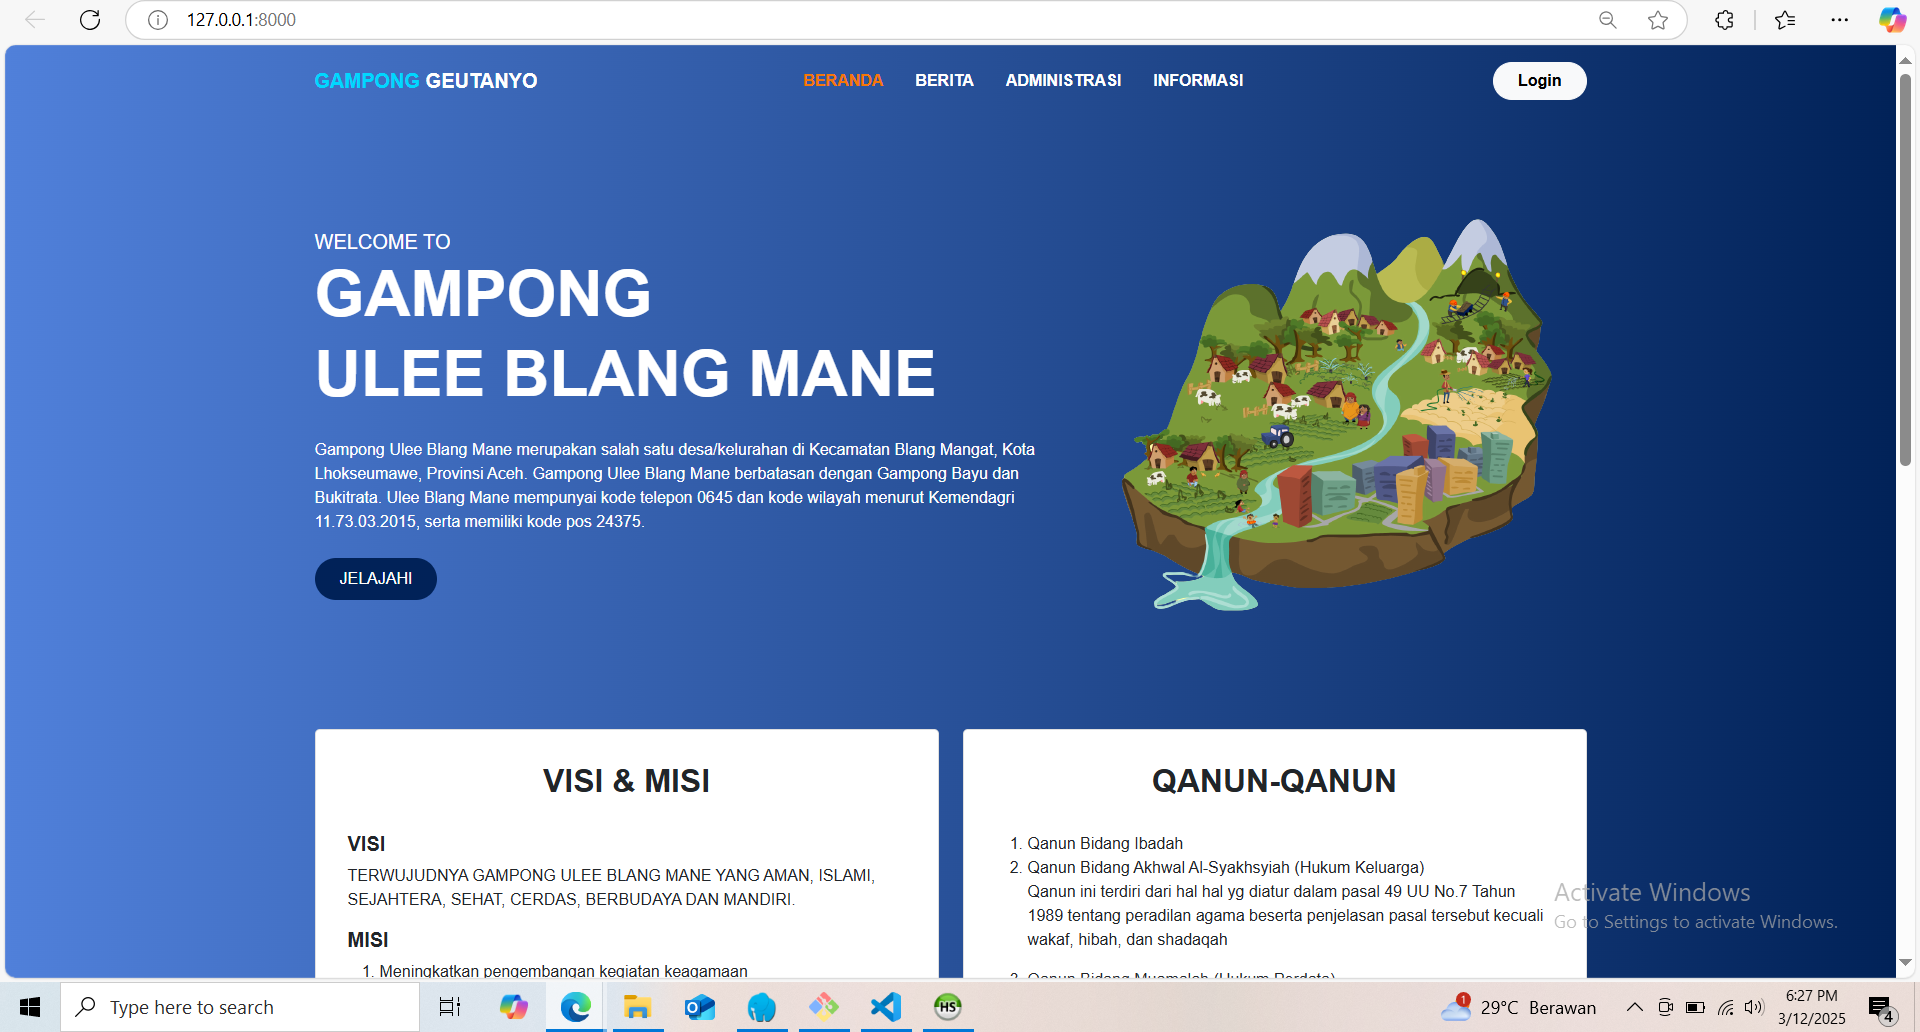 127.0.0.1:8000
GAMPONG GEUTANYO
BERANDA
BERITA
ADMINISTRASI
INFORMASI
Login
WELCOME TO
GAMPONG
ULEE BLANG MANE
Gampong Ulee Blang Mane merupakan salah satu desa/kelurahan di Kecamatan Blang Mangat, Kota
Lhokseumawe, Provinsi Aceh. Gampong Ulee Blang Mane berbatasan dengan Gampong Bayu dan
Bukitrata. Ulee Blang Mane mempunyai kode telepon 0645 dan kode wilayah menurut Kemendagri
11.73.03.2015, serta memiliki kode pos 24375.
JELAJAHI
VISI & MISI
VISI
TERWUJUDNYA GAMPONG ULEE BLANG MANE YANG AMAN, ISLAMI,
SEJAHTERA, SEHAT, CERDAS, BERBUDAYA DAN MANDIRI.
MISI
1. Meningkatkan pengembangan kegiatan keagamaan
QANUN-QANUN
1. Qanun Bidang Ibadah
2. Qanun Bidang Akhwal Al-Syakhsyiah (Hukum Keluarga)
Qanun ini terdiri dari hal hal yg diatur dalam pasal 49 UU No.7 Tahun
1989 tentang peradilan agama beserta penjelasan pasal tersebut kecuali
wakaf, hibah, dan shadaqah
3. Qanun Bidang Muamalah (Hukum Perdata)
Activate Windows
Go to Settings to activate Windows.
Type here to search
HS
1
29°C Berawan
6:27 PM
3/12/2025
4